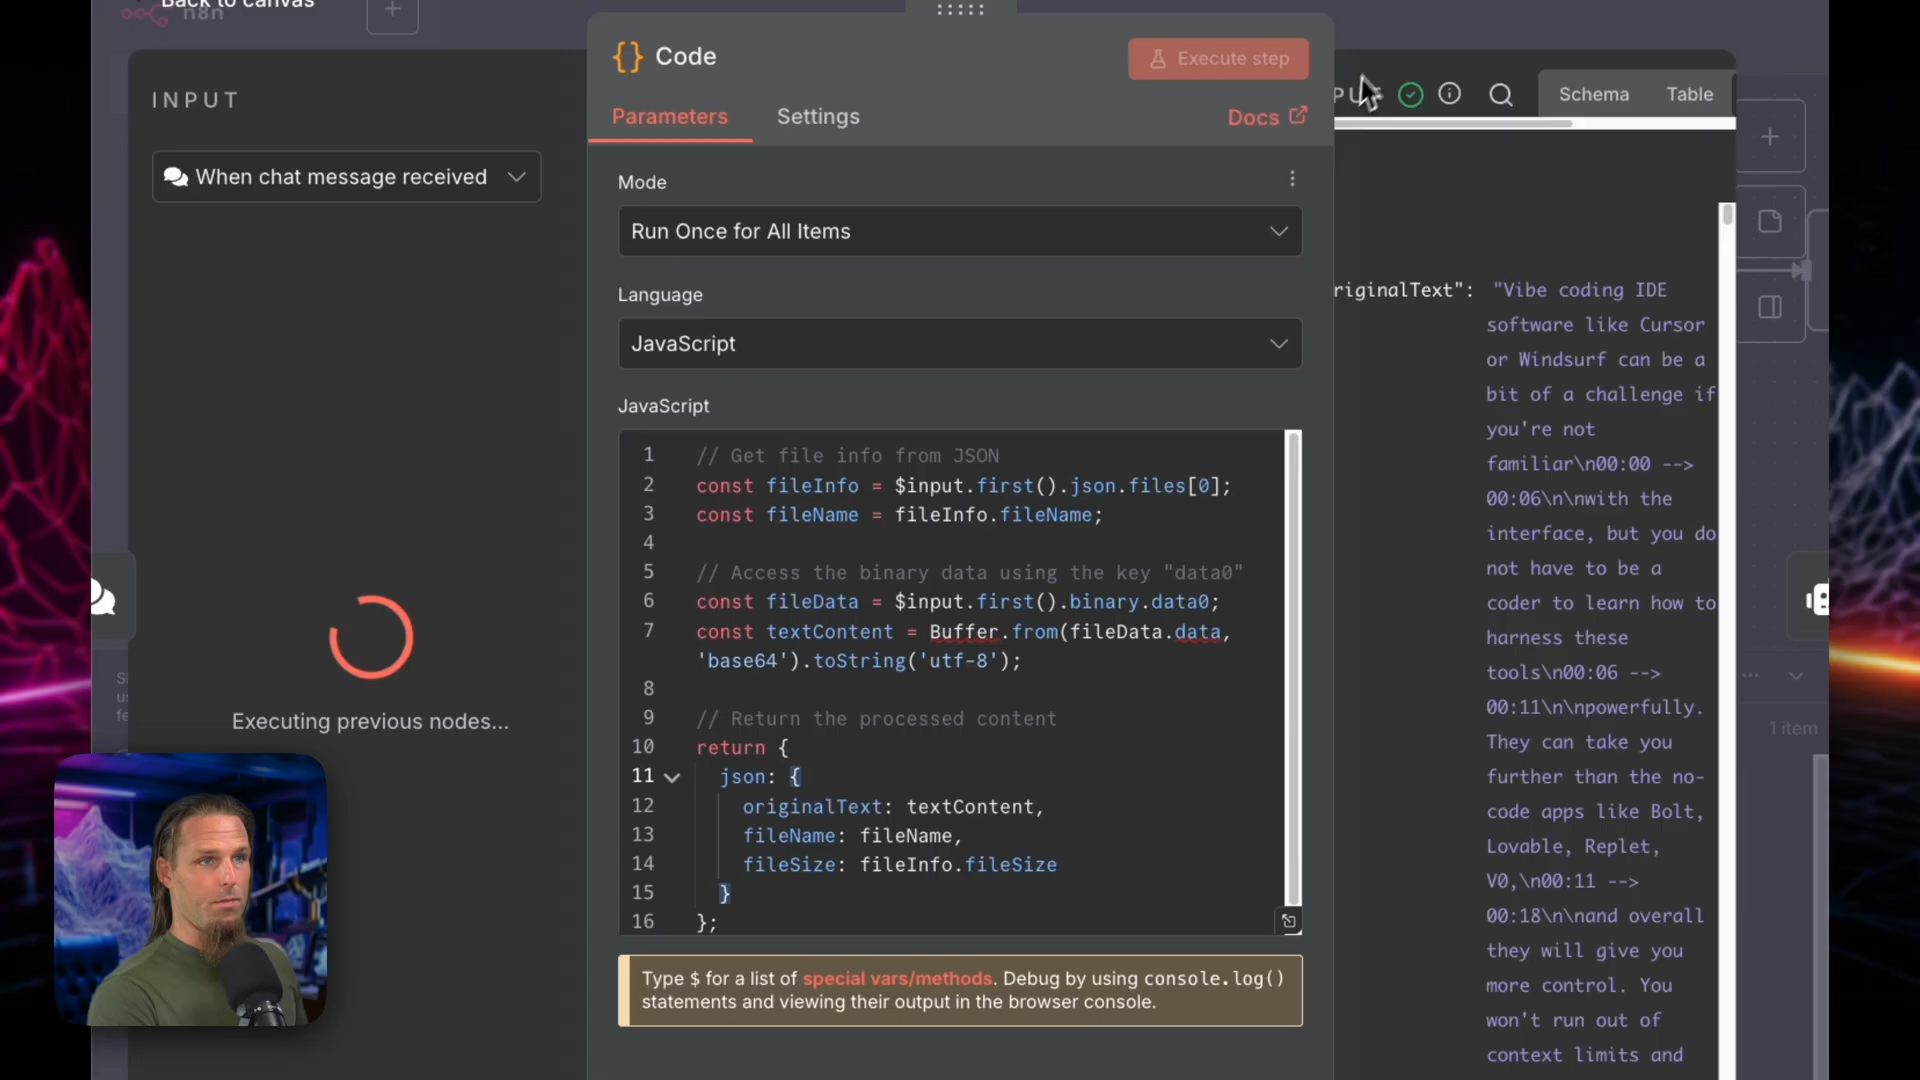 Back to canvas
n8n
INPUT
When chat message received
Executing previous nodes...
Code
Execute step
Parameters
Settings
Docs
Mode
Run Once for All Items
Language
JavaScript
JavaScript
1 // Get file info from JSON
2 const fileInfo = $input.first().json.files[0];
3 const fileName = fileInfo.fileName;
4
5 // Access the binary data using the key "data0"
6 const fileData = $input.first().binary.data0;
7 const textContent = Buffer.from(fileData.data,
'base64').toString('utf-8');
8
9 // Return the processed content
10 return {
11 json: {
12 originalText: textContent,
13 fileName: fileName,
14 fileSize: fileInfo.fileSize
15 }
16 };
Type $ for a list of special vars/methods. Debug by using console.log()
statements and viewing their output in the browser console.
Schema
Table
riginalText": "Vibe coding IDE
software like Cursor
or Windsurf can be a
bit of a challenge if
you're not
familiar\n00:00 -->
00:06\n\nwith the
interface, but you do
not have to be a
coder to learn how to
harness these
tools\n00:06 -->
00:11\n\npowerfully.
They can take you
further than the no-
code apps like Bolt,
Lovable, Replet,
V0,\n00:11 -->
00:18\n\nand overall
they will give you
more control. You
won't run out of
context limits and
1 item